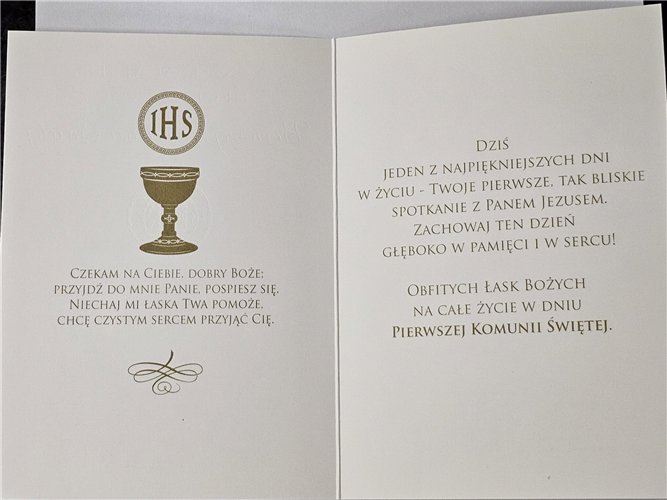 IHS
Czekam na Ciebie, dobry Boże;
przyjdź do mnie Panie, pospiesz się.
Niechaj mi łaska Twa pomoże,
chcę czystym sercem przyjąć Cię.
Dziś
jeden z najpiękniejszych dni
w życiu - Twoje pierwsze, tak bliskie
spotkanie z Panem Jezusem.
Zachowaj ten dzień
głęboko w pamięci i w sercu!
Obfitych Łask Bożych
na całe życie w dniu
Pierwszej Komunii Świętej.